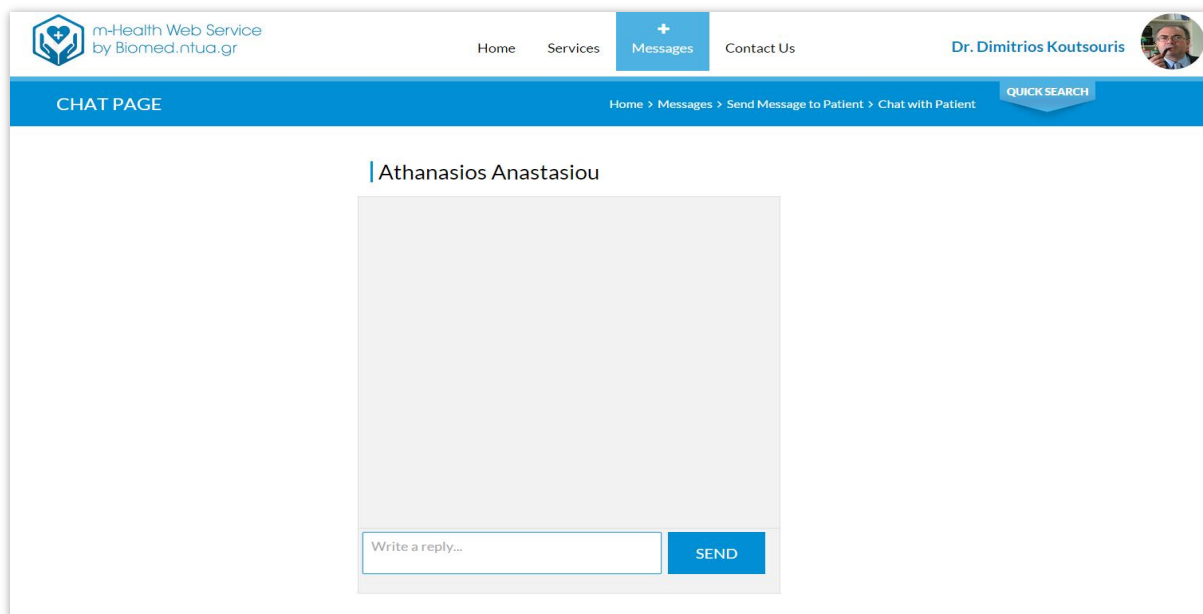 m-Health Web Service
by Biomed.ntua.gr
Home
Services
Messages
Contact Us
Dr. Dimitrios Koutsouris
CHAT PAGE
Home > Messages > Send Message to Patient > Chat with Patient
QUICK SEARCH
Athanasios Anastasiou
Write a reply...
SEND